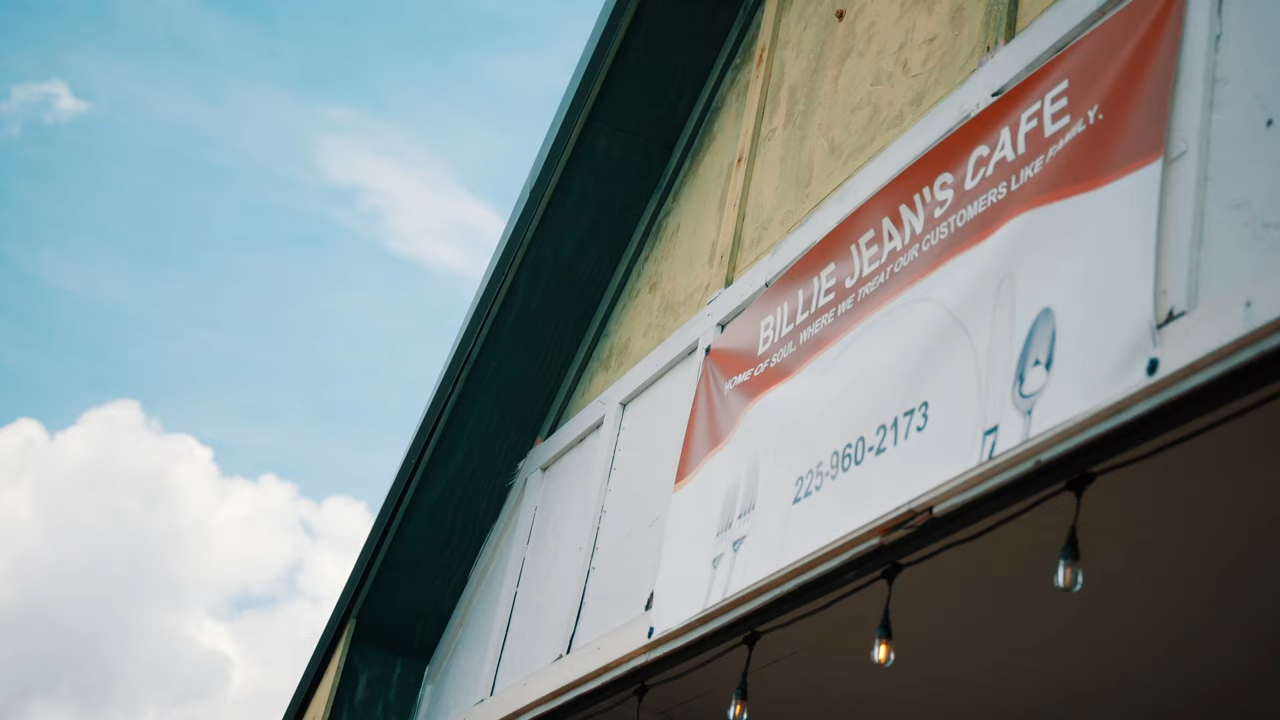 BILLIE JEAN'S CAFE
HOME OF SOUL. WHERE WE TREAT OUR CUSTOMERS LIKE FAMILY.
225-960-2173